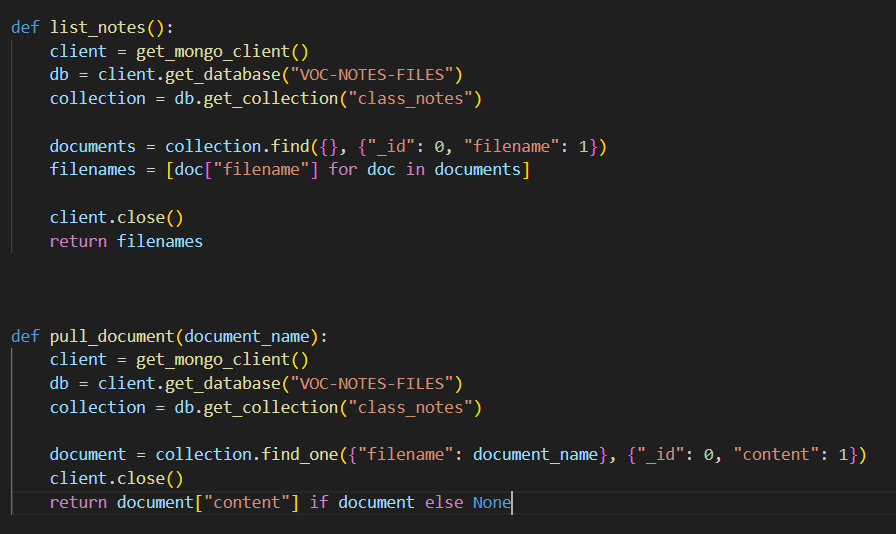 def list_notes():
    client = get_mongo_client()
    db = client.get_database("VOC-NOTES-FILES")
    collection = db.get_collection("class_notes")
    documents = collection.find({}, {"_id": 0, "filename": 1})
    filenames = [doc["filename"] for doc in documents]
    client.close()
    return filenames
def pull_document(document_name):
    client = get_mongo_client()
    db = client.get_database("VOC-NOTES-FILES")
    collection = db.get_collection("class_notes")
    document = collection.find_one({"filename": document_name}, {"_id": 0, "content": 1})
    client.close()
    return document["content"] if document else None